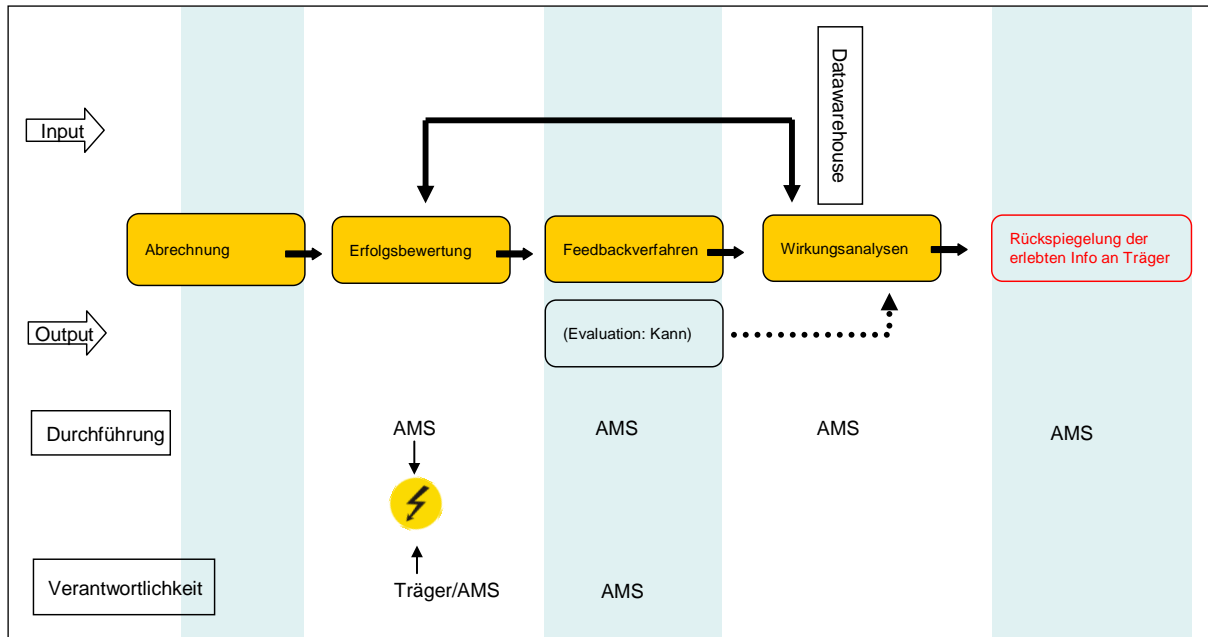 Datawarehouse
Input
Abrechnung
Erfolgsbewertung
Feedbackverfahren
Wirkungsanalysen
Rückspiegelung der
erlebten Info an Träger
Output
(Evaluation: Kann)
Durchführung
AMS
AMS
AMS
AMS
Verantwortlichkeit
Träger/AMS
AMS